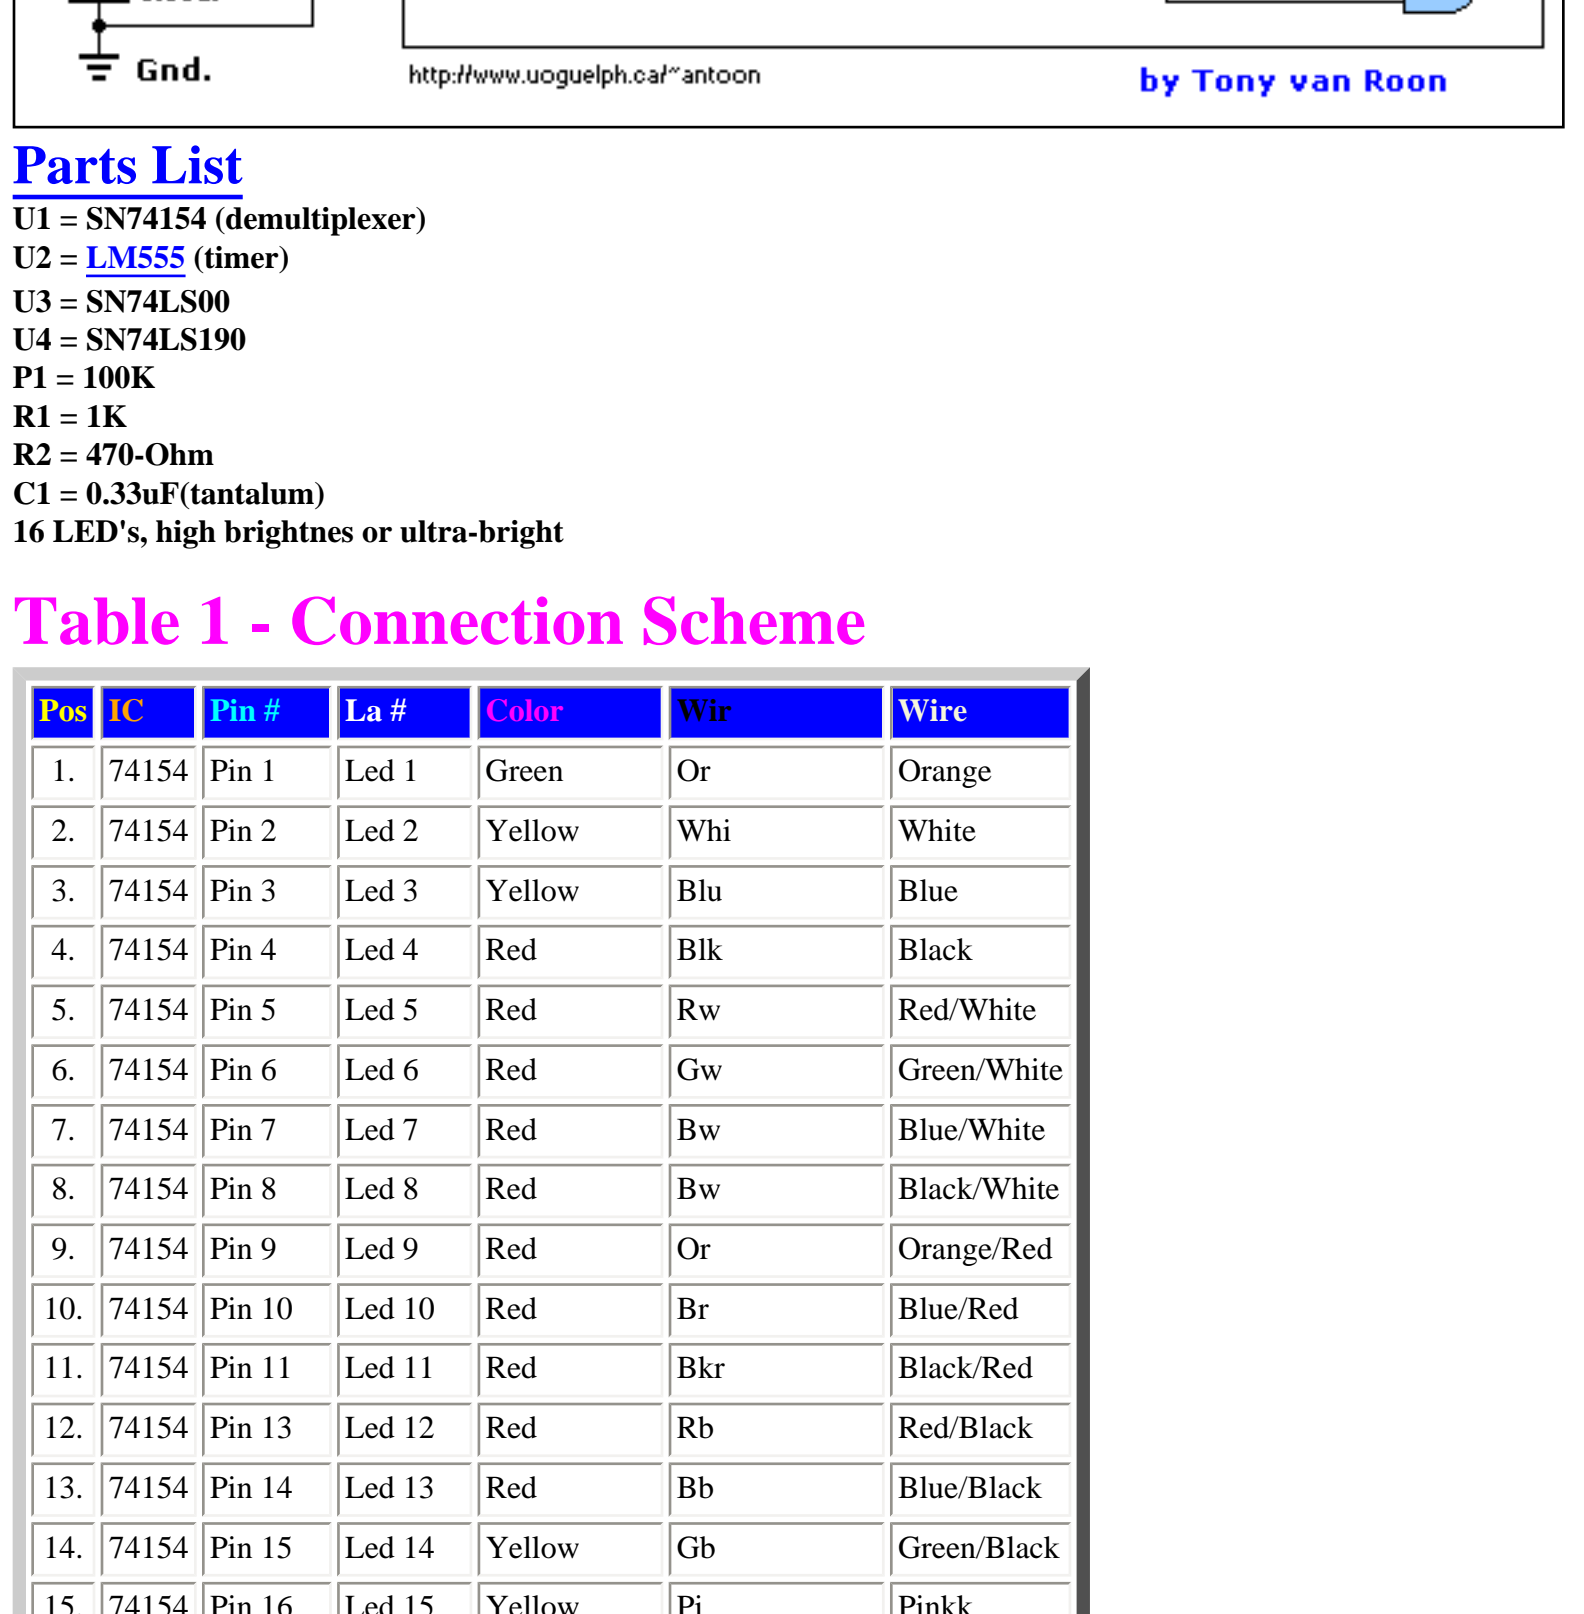 Gnd.
http://www.uoguelph.ca/~antoon
by Tony van Roon
Parts List
U1 = SN74154 (demultiplexer)
U2 = LM555 (timer)
U3 = SN74LS00
U4 = SN74LS190
P1 = 100K
R1 = 1K
R2 = 470-Ohm
C1 = 0.33uF(tantalum)
16 LED's, high brightnes or ultra-bright
Table 1 - Connection Scheme
Pos IC Pin # La # Color Wir Wire
1. 74154 Pin 1 Led 1 Green Or Orange
2. 74154 Pin 2 Led 2 Yellow Whi White
3. 74154 Pin 3 Led 3 Yellow Blu Blue
4. 74154 Pin 4 Led 4 Red Blk Black
5. 74154 Pin 5 Led 5 Red Rw Red/White
6. 74154 Pin 6 Led 6 Red Gw Green/White
7. 74154 Pin 7 Led 7 Red Bw Blue/White
8. 74154 Pin 8 Led 8 Red Bw Black/White
9. 74154 Pin 9 Led 9 Red Or Orange/Red
10. 74154 Pin 10 Led 10 Red Br Blue/Red
11. 74154 Pin 11 Led 11 Red Bkr Black/Red
12. 74154 Pin 13 Led 12 Red Rb Red/Black
13. 74154 Pin 14 Led 13 Red Bb Blue/Black
14. 74154 Pin 15 Led 14 Yellow Gb Green/Black
15. 74154 Pin 16 Led 15 Yellow Pi Pinkk